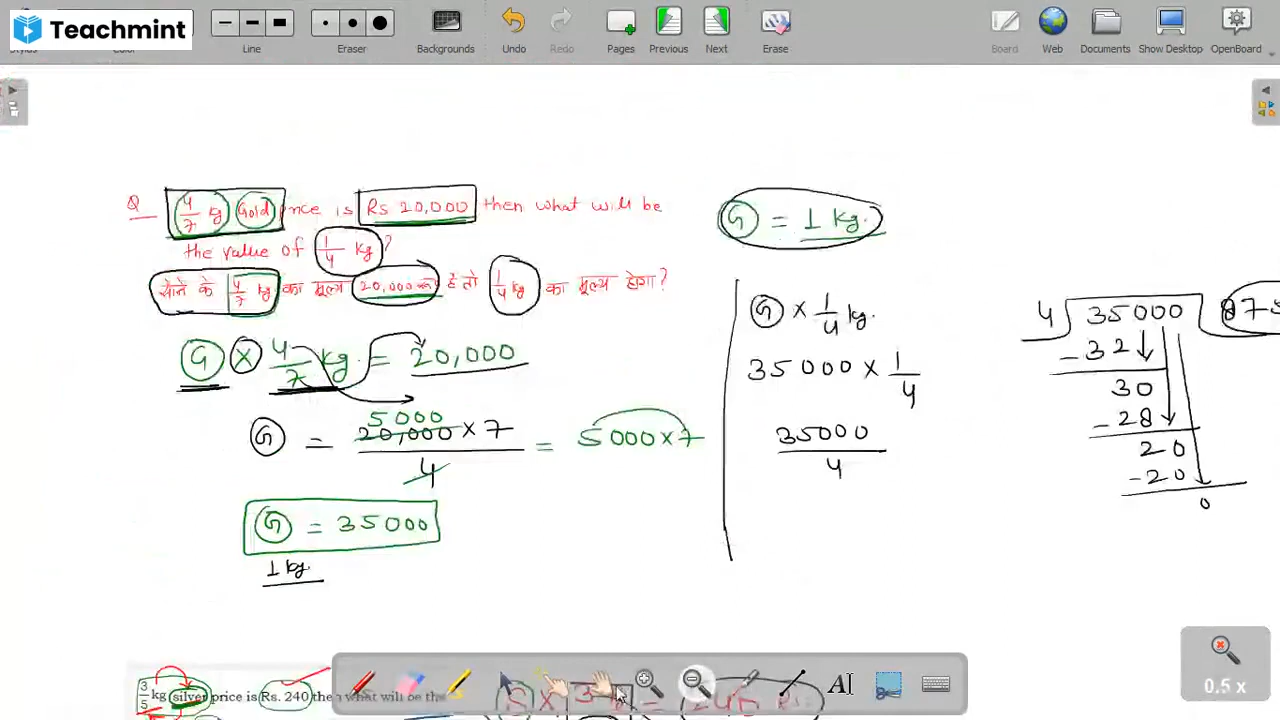 Teachmint
Styles Color Line Eraser Backgrounds Undo Redo Pages Previous Next Erase Board Web Documents Show Desktop OpenBoard
Q 4/7 kg Gold price is Rs 20,000 then what will be
the value of 1/4 kg?
सोने के 4/7 kg का मूल्य 20,000 है तो 1/4 kg का मूल्य होगा?
G × 4/7 kg = 20,000
5000
G = 20,000 × 7 / 4 = 5000 × 7
G = 35000
1 kg.
G = 1 kg.
G × 1/4 kg.
35000 × 1/4
35000 / 4
4 35000 875
- 32
30
- 28
20
- 20
0
3/5 kg silver price is Rs. 240 then what will be the
0.5 x